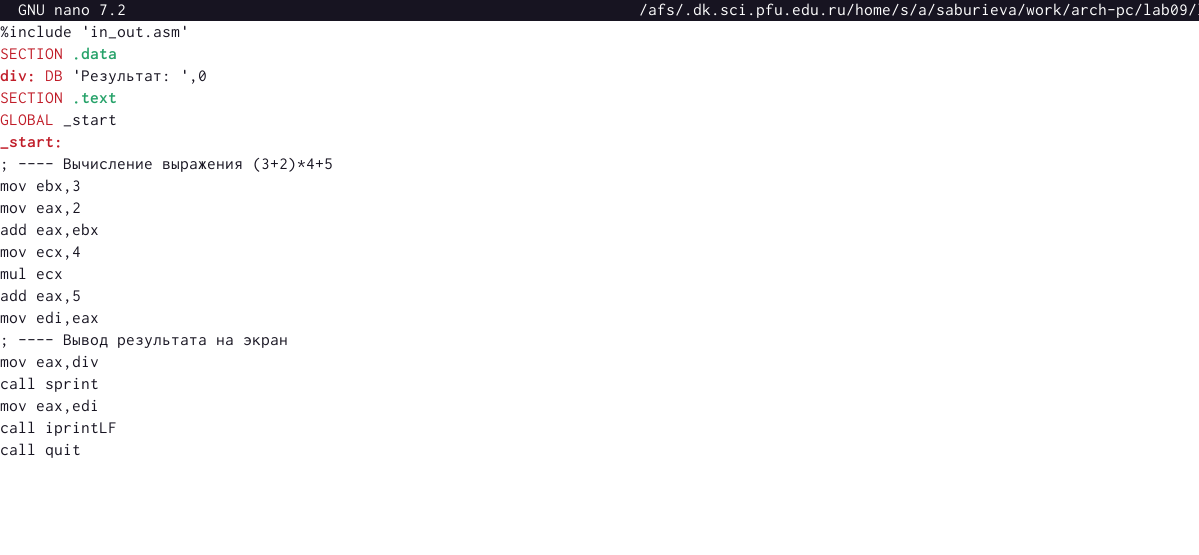 GNU nano 7.2 /afs/.dk.sci.pfu.edu.ru/home/s/a/saburieva/work/arch-pc/lab09/
%include 'in_out.asm'
SECTION .data
div: DB 'Результат: ',0
SECTION .text
GLOBAL _start
_start:
; ---- Вычисление выражения (3+2)*4+5
mov ebx,3
mov eax,2
add eax,ebx
mov ecx,4
mul ecx
add eax,5
mov edi,eax
; ---- Вывод результата на экран
mov eax,div
call sprint
mov eax,edi
call iprintLF
call quit